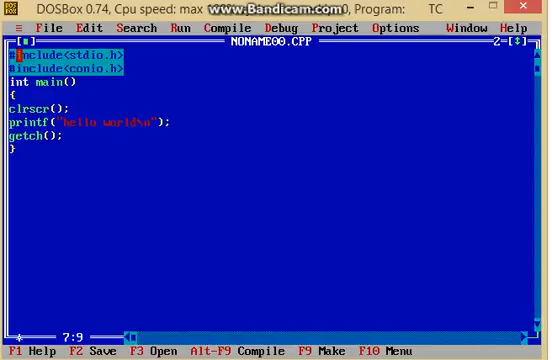 DOSBox 0.74, Cpu speed: max 0, Program: TC
www.Bandicam.com
≡ File Edit Search Run Compile Debug Project Options Window Help
[■] NONAME00.CPP 2=[↕]
#include<stdio.h>
#include<conio.h>
int main()
{
clrscr();
printf("hello world\n");
getch();
}
* 7:9
F1 Help F2 Save F3 Open Alt-F9 Compile F9 Make F10 Menu